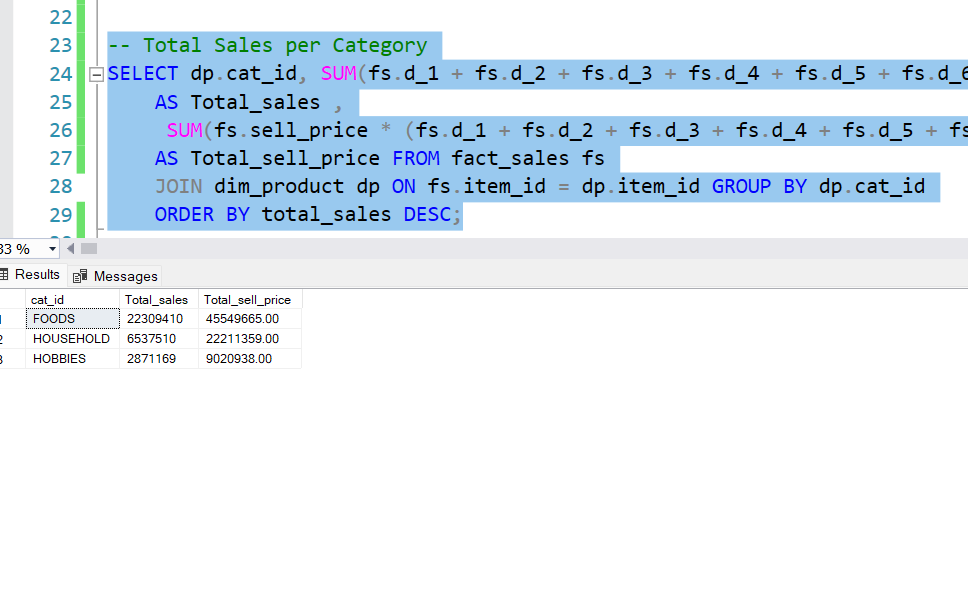 22
23 -- Total Sales per Category
24 SELECT dp.cat_id, SUM(fs.d_1 + fs.d_2 + fs.d_3 + fs.d_4 + fs.d_5 + fs.d_6
25 AS Total_sales ,
26 SUM(fs.sell_price * (fs.d_1 + fs.d_2 + fs.d_3 + fs.d_4 + fs.d_5 + fs
27 AS Total_sell_price FROM fact_sales fs
28 JOIN dim_product dp ON fs.item_id = dp.item_id GROUP BY dp.cat_id
29 ORDER BY total_sales DESC;
33 %
Results Messages
cat_id Total_sales Total_sell_price
1 FOODS 22309410 45549665.00
2 HOUSEHOLD 6537510 22211359.00
3 HOBBIES 2871169 9020938.00